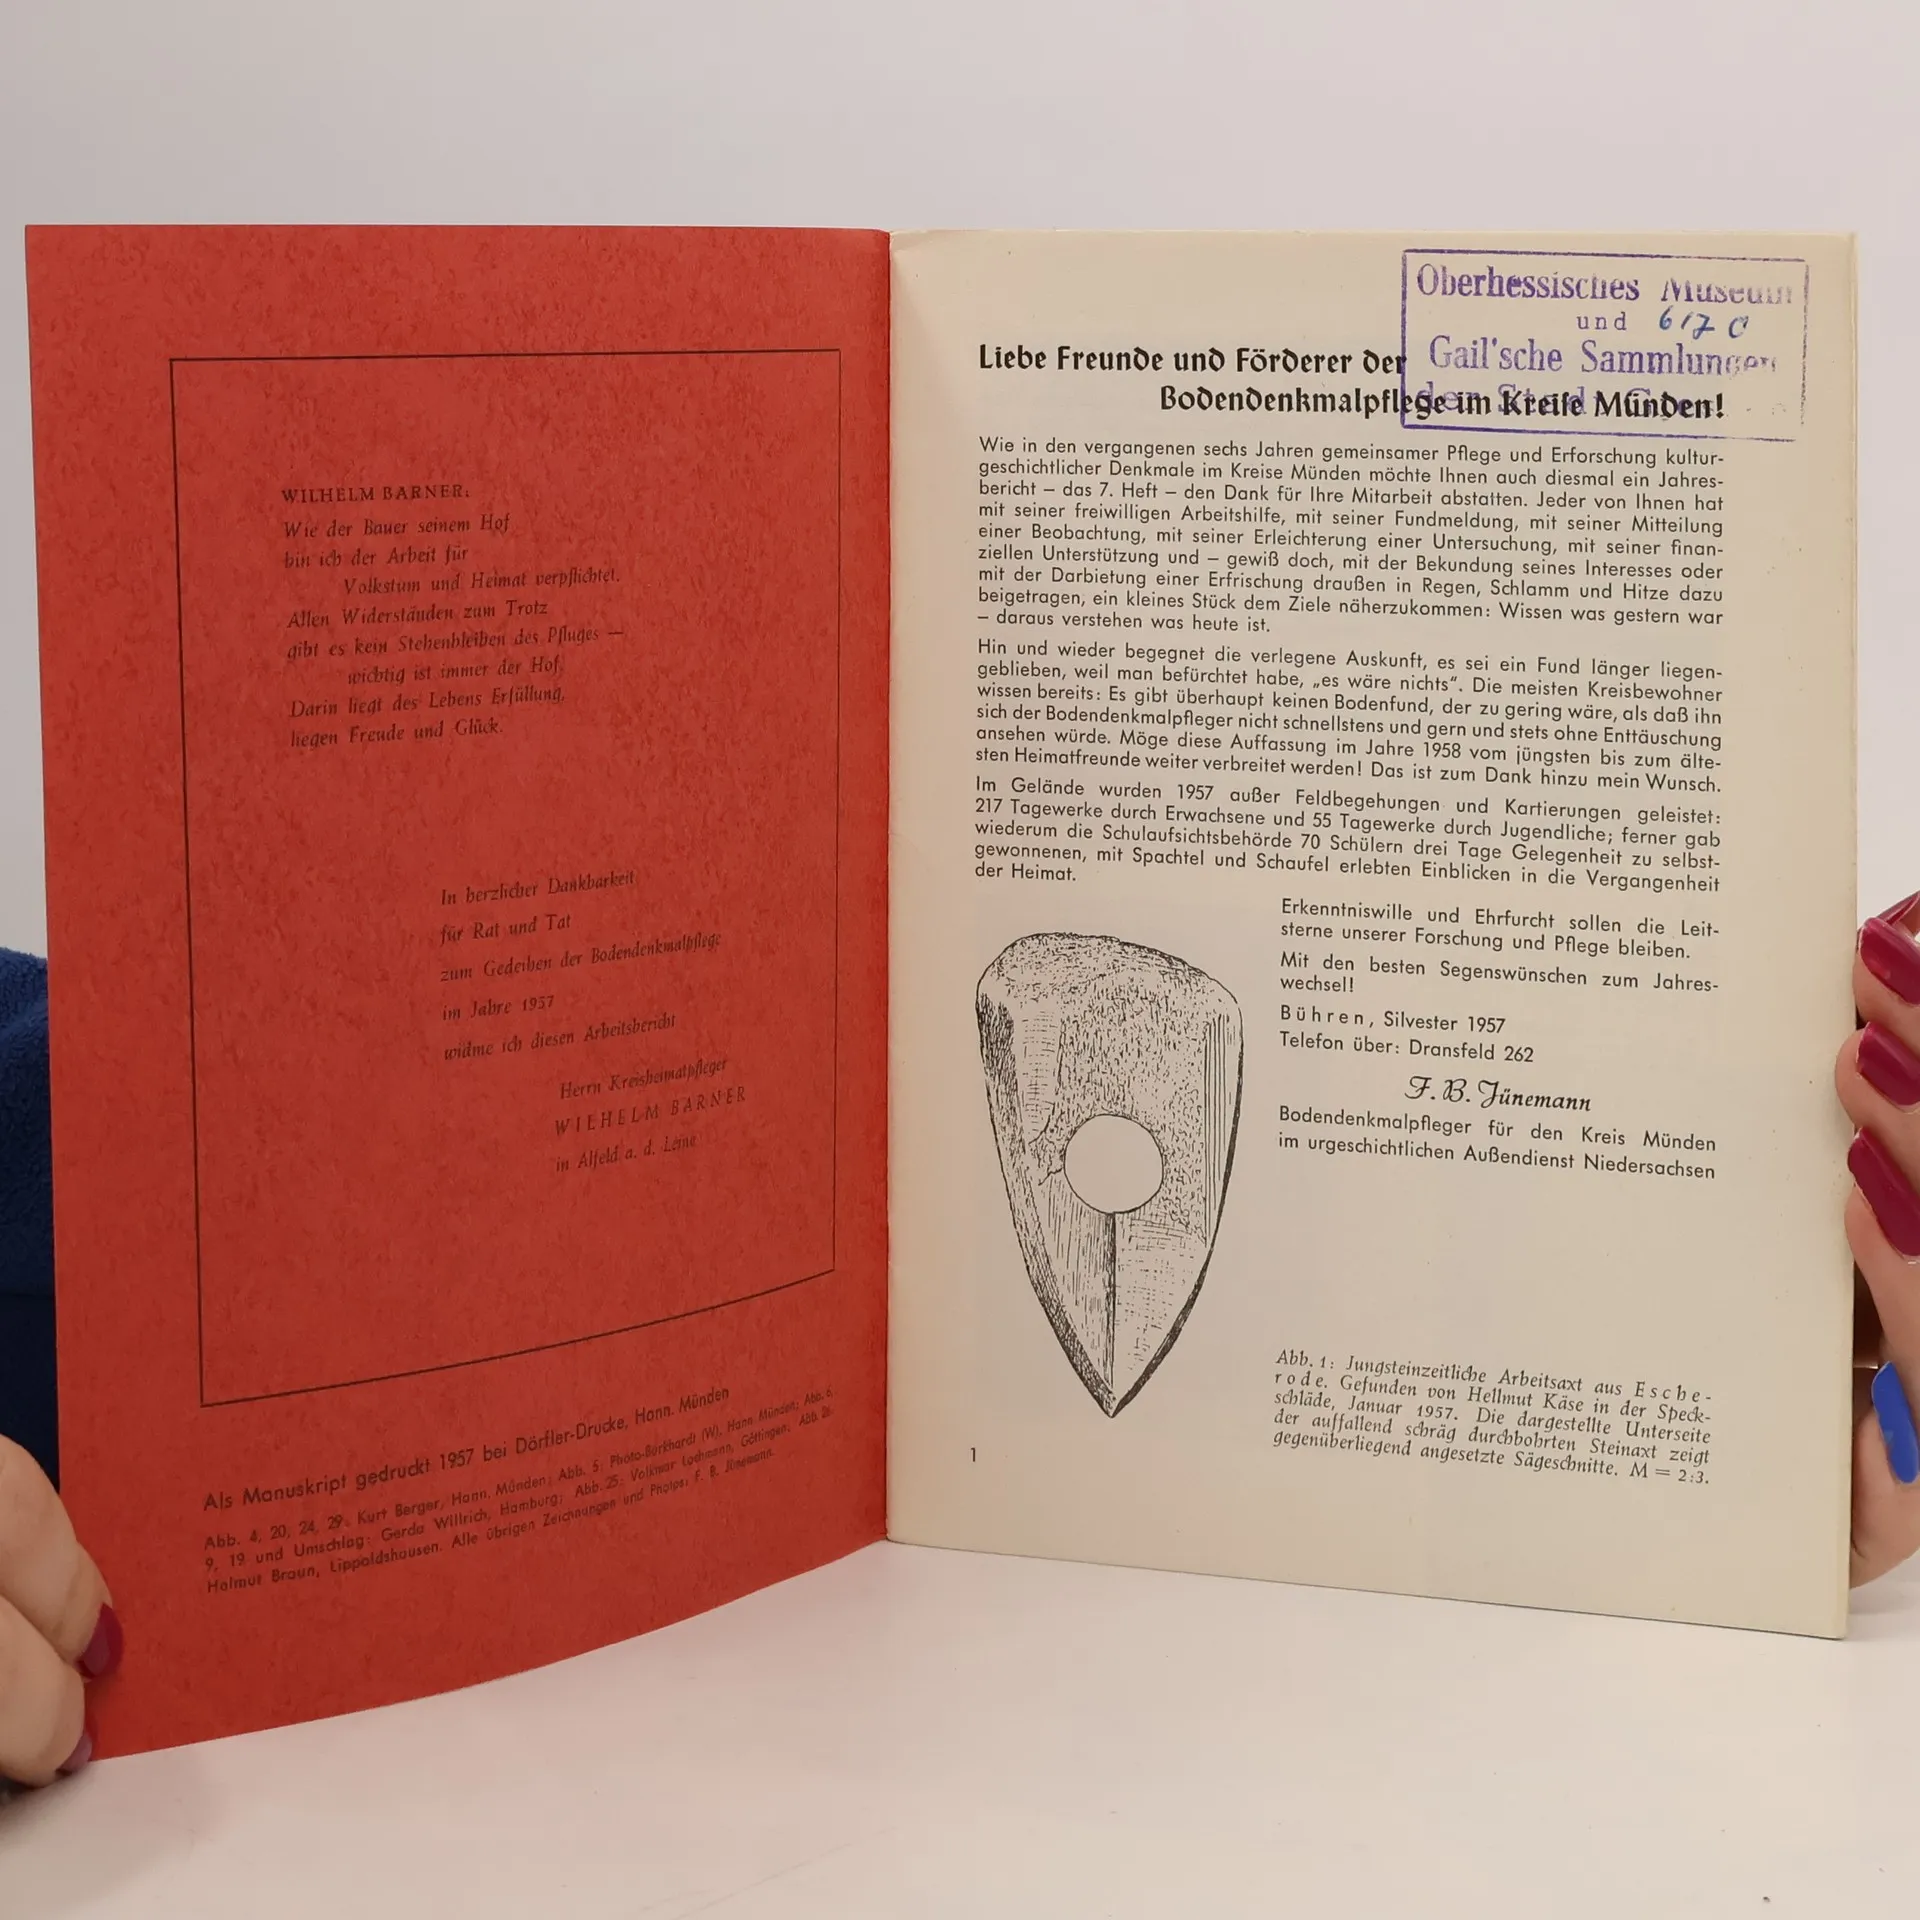 WILHELM BARNER:
Wie der Bauer seinem Hof
bin ich der Arbeit für
Volkstum und Heimat verpflichtet.
Allen Widerständen zum Trotz
gibt es kein Stehenbleiben des Pfluges —
wichtig ist immer der Hof.
Darin liegt des Lebens Erfüllung,
liegen Freude und Glück.
In herzlicher Dankbarkeit
für Rat und Tat
zum Gedeihen der Bodendenkmalpflege
im Jahre 1957
widme ich diesen Arbeitsbericht
Herrn Kreisheimatpfleger
WILHELM BARNER
in Alfeld a. d. Leine
Als Manuskript gedruckt 1957 bei Dörfler-Drucke, Hann. Münden
Abb. 4, 20, 24, 29: Kurt Berger, Hann. Münden; Abb. 5: Photo-Burkhardt (W), Hann. Münden; Abb. 6,
9, 19 und Umschlag: Gerda Willrich, Hamburg; Abb. 25: Volkmar Lochmann, Göttingen; Abb. 26:
Helmut Braun, Lippoldshausen. Alle übrigen Zeichnungen und Photos: F. B. Jünemann.
Oberhessisches Museum
und 6170
Gail'sche Sammlungen
der Stadt
Liebe Freunde und Förderer der
Bodendenkmalpflege im Kreise Münden!
Wie in den vergangenen sechs Jahren gemeinsamer Pflege und Erforschung kultur-
geschichtlicher Denkmale im Kreise Münden möchte Ihnen auch diesmal ein Jahres-
bericht – das 7. Heft – den Dank für Ihre Mitarbeit abstatten. Jeder von Ihnen hat
mit seiner freiwilligen Arbeitshilfe, mit seiner Fundmeldung, mit seiner Mitteilung
einer Beobachtung, mit seiner Erleichterung einer Untersuchung, mit seiner finan-
ziellen Unterstützung und – gewiß doch, mit der Bekundung seines Interesses oder
mit der Darbietung einer Erfrischung draußen in Regen, Schlamm und Hitze dazu
beigetragen, ein kleines Stück dem Ziele näherzukommen: Wissen was gestern war
– daraus verstehen was heute ist.
Hin und wieder begegnet die verlegene Auskunft, es sei ein Fund länger liegen-
geblieben, weil man befürchtet habe, „es wäre nichts“. Die meisten Kreisbewohner
wissen bereits: Es gibt überhaupt keinen Bodenfund, der zu gering wäre, als daß ihn
sich der Bodendenkmalpfleger nicht schnellstens und gern und stets ohne Enttäuschung
ansehen würde. Möge diese Auffassung im Jahre 1958 vom jüngsten bis zum älte-
sten Heimatfreunde weiter verbreitet werden! Das ist zum Dank hinzu mein Wunsch.
Im Gelände wurden 1957 außer Feldbegehungen und Kartierungen geleistet:
217 Tagewerke durch Erwachsene und 55 Tagewerke durch Jugendliche; ferner gab
wiederum die Schulaufsichtsbehörde 70 Schülern drei Tage Gelegenheit zu selbst-
gewonnenen, mit Spachtel und Schaufel erlebten Einblicken in die Vergangenheit
der Heimat.
Erkenntniswille und Ehrfurcht sollen die Leit-
sterne unserer Forschung und Pflege bleiben.
Mit den besten Segenswünschen zum Jahres-
wechsel!
Bühren, Silvester 1957
Telefon über: Dransfeld 262
F. B. Jünemann
Bodendenkmalpfleger für den Kreis Münden
im urgeschichtlichen Außendienst Niedersachsen
Abb. 1: Jungsteinzeitliche Arbeitsaxt aus Esche-
rode. Gefunden von Hellmut Käse in der Speck-
schläde, Januar 1957. Die dargestellte Unterseite
der auffallend schräg durchbohrten Steinaxt zeigt
gegenüberliegend angesetzte Sägeschnitte. M = 2:3.
1